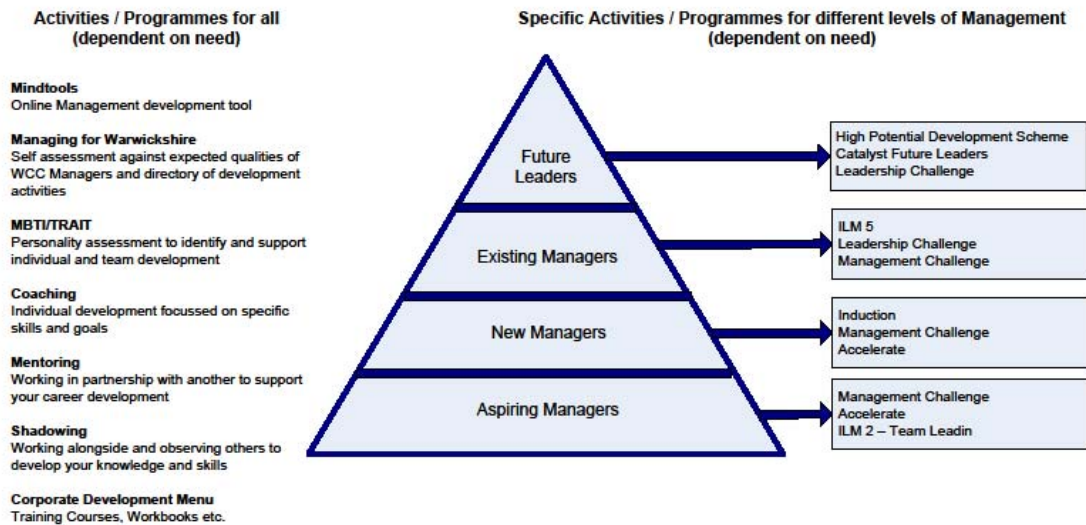 Activities / Programmes for all
(dependent on need)
Mindtools
Online Management development tool
Managing for Warwickshire
Self assessment against expected qualities of
WCC Managers and directory of development
activities
MBTI/TRAIT
Personality assessment to identify and support
individual and team development
Coaching
Individual development focussed on specific
skills and goals
Mentoring
Working in partnership with another to support
your career development
Shadowing
Working alongside and observing others to
develop your knowledge and skills
Corporate Development Menu
Training Courses, Workbooks etc.
Specific Activities / Programmes for different levels of Management
(dependent on need)
Future
Leaders
High Potential Development Scheme
Catalyst Future Leaders
Leadership Challenge
Existing Managers
ILM 5
Leadership Challenge
Management Challenge
New Managers
Induction
Management Challenge
Accelerate
Aspiring Managers
Management Challenge
Accelerate
ILM 2 – Team Leadin